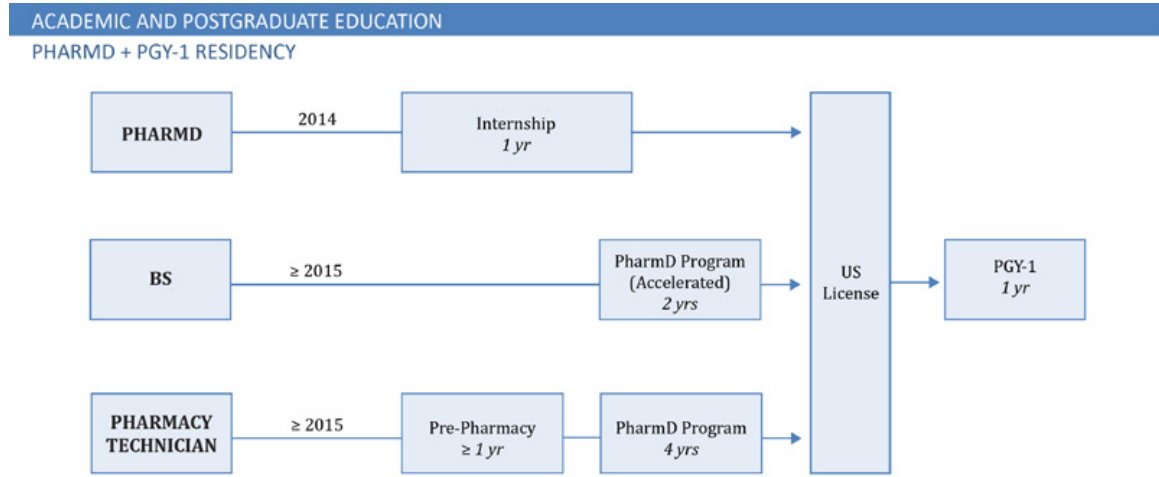 ACADEMIC AND POSTGRADUATE EDUCATION
PHARMD + PGY-1 RESIDENCY
PHARMD
2014
Internship
1 yr
BS
≥ 2015
PharmD Program
(Accelerated)
2 yrs
PHARMACY
TECHNICIAN
≥ 2015
Pre-Pharmacy
≥ 1 yr
PharmD Program
4 yrs
US
License
PGY-1
1 yr